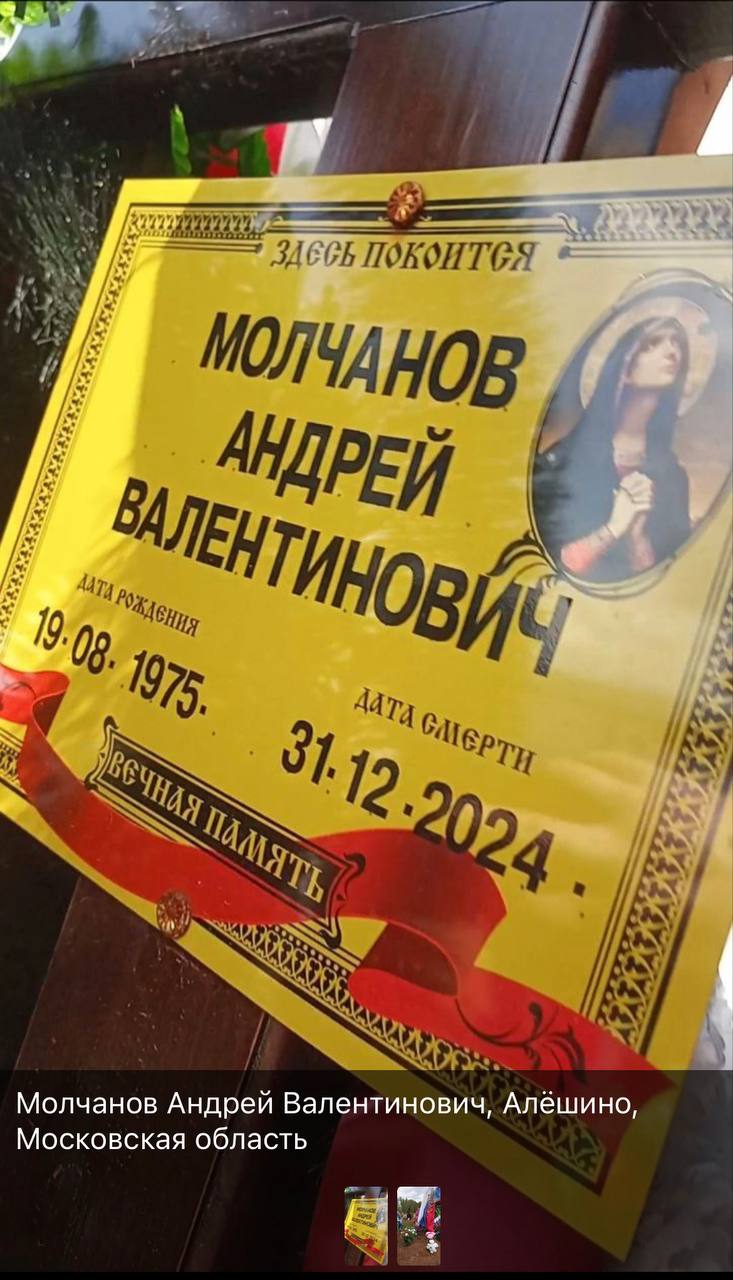 ЗДЕСЬ ПОКОИТСЯ
МОЛЧАНОВ
АНДРЕЙ
ВАЛЕНТИНОВИЧ
ДАТА РОЖДЕНИЯ
19.08.1975.
ДАТА СМЕРТИ
31.12.2024.
ВЕЧНАЯ ПАМЯТЬ
Молчанов Андрей Валентинович, Алёшино,
Московская область